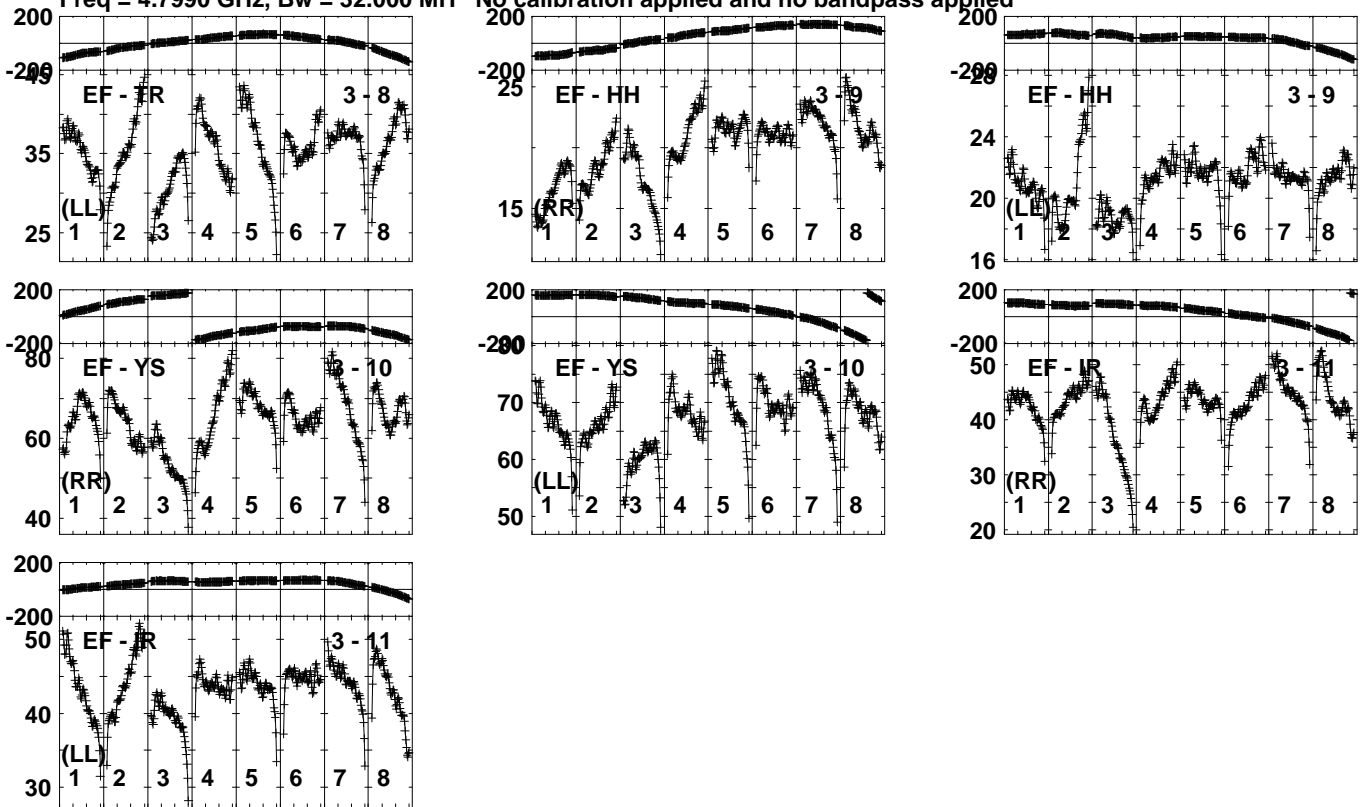 Freq = 4.7990 GHz, Bw = 32.000 MH No calibration applied and no bandpass applied
200
-200
45
35
25
EF - TR 3 - 8
(LL)
1 2 3 4 5 6 7 8
25
15
-200
200
EF - HH 3 - 9
(RR)
1 2 3 4 5 6 7 8
200
-200
28
24
20
16
EF - HH 3 - 9
(LL)
1 2 3 4 5 6 7 8
200
-200
80
60
40
EF - YS 3 - 10
(RR)
1 2 3 4 5 6 7 8
200
-200
80
70
60
50
EF - YS 3 - 10
(LL)
1 2 3 4 5 6 7 8
200
-200
50
40
30
20
EF - IR 3 - 11
(RR)
1 2 3 4 5 6 7 8
200
-200
50
40
30
EF - IR 3 - 11
(LL)
1 2 3 4 5 6 7 8